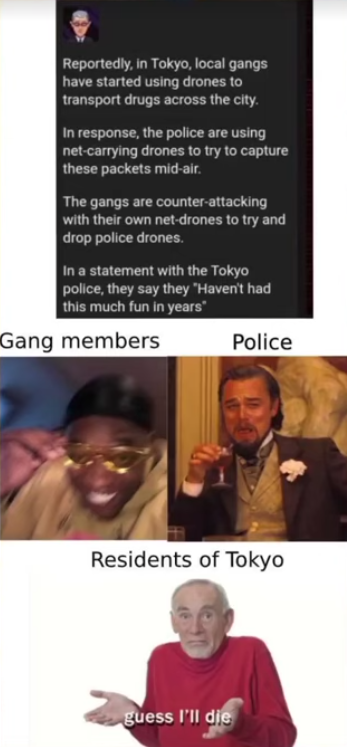 Reportedly, in Tokyo, local gangs
have started using drones to
transport drugs across the city.
In response, the police are using
net-carrying drones to try to capture
these packets mid-air.
The gangs are counter-attacking
with their own net-drones to try and
drop police drones.
In a statement with the Tokyo
police, they say they "Haven't had
this much fun in years"
Gang members
Police
Residents of Tokyo
guess I'll die